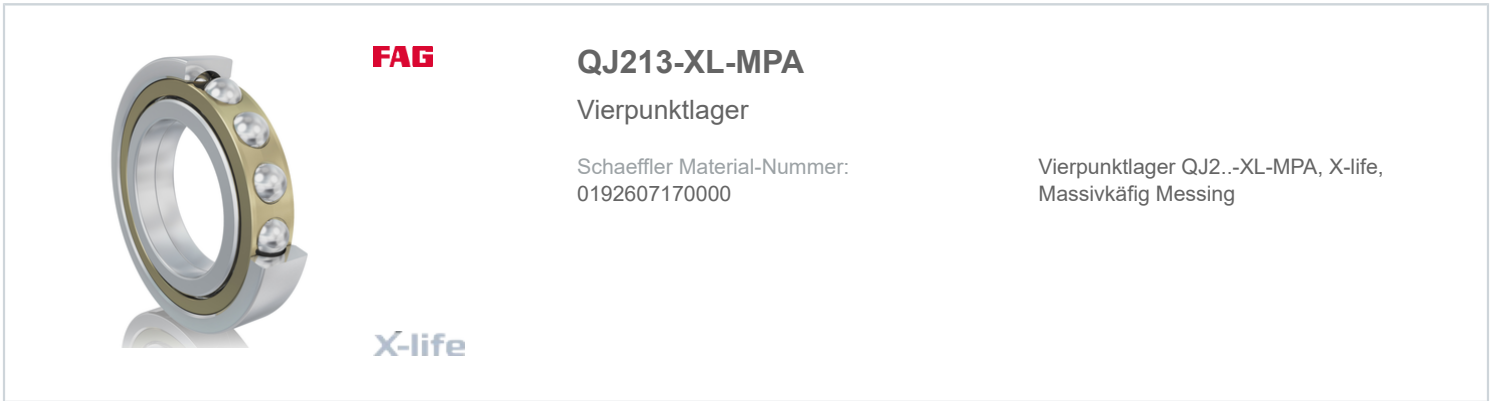 FAG
QJ213-XL-MPA
Vierpunktlager
Schaeffler Material-Nummer:
0192607170000
Vierpunktlager QJ2..-XL-MPA, X-life,
Massivkäfig Messing
X-life